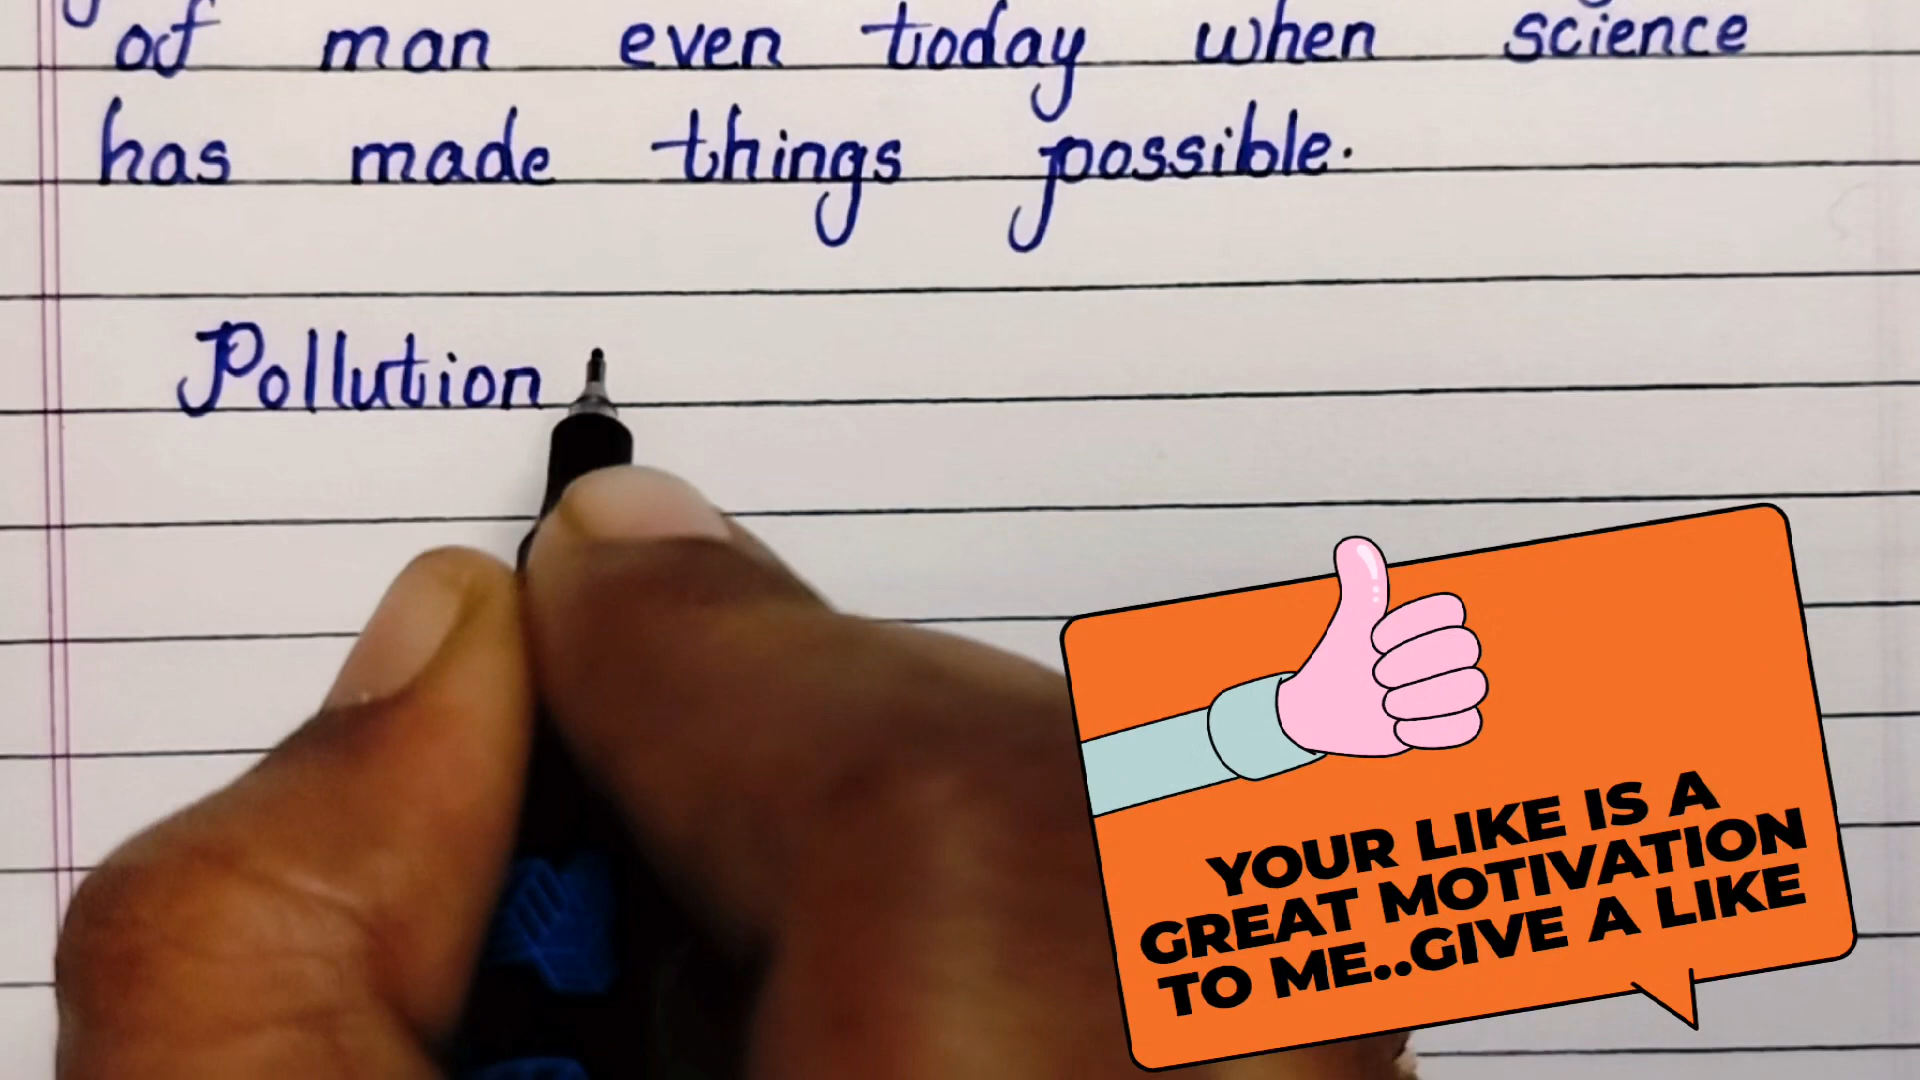 of man even today when science
has made things possible.
Pollution
YOUR LIKE IS A
GREAT MOTIVATION
TO ME..GIVE A LIKE